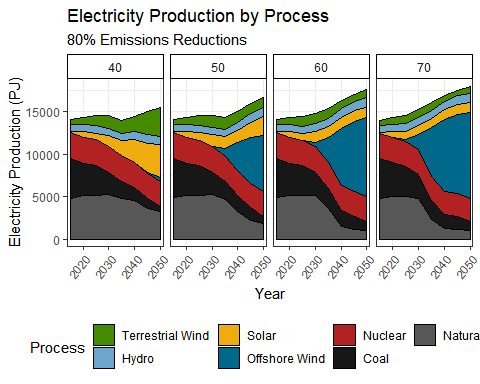 Electricity Production by Process
80% Emissions Reductions
40 50 60 70
Electricity Production (PJ)
15000
10000
5000
0
2020 2030 2040 2050 2020 2030 2040 2050 2020 2030 2040 2050 2020 2030 2040 2050
Year
Process
Terrestrial Wind Solar Nuclear Natura
Hydro Offshore Wind Coal